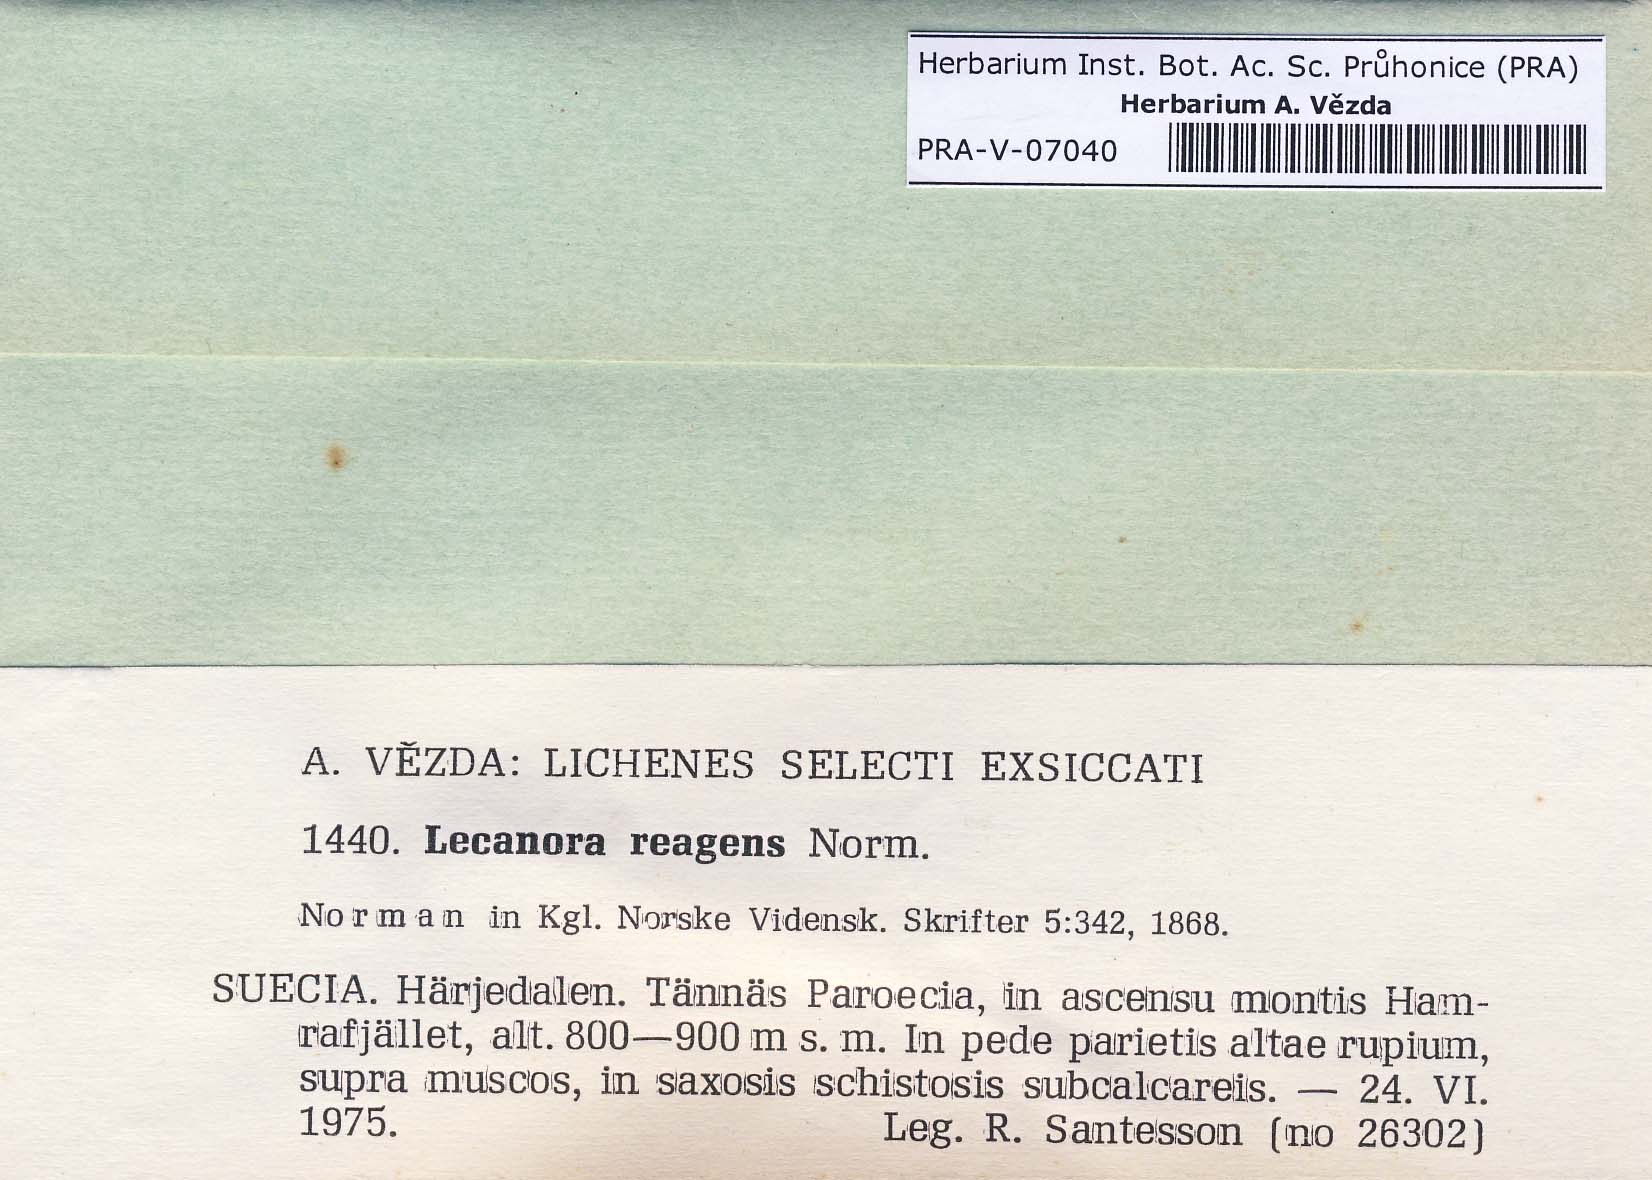 Herbarium Inst. Bot. Ac. Sc. Průhonice (PRA)
Herbarium A. Vězda
PRA-V-07040
A. VĚZDA: LICHENES SELECTI EXSICCATI
1440. Lecanora reagens Norm.
Norman in Kgl. Norske Vidensk. Skrifter 5:342, 1868.
SUECIA. Härjedalen. Tännäs Paroecia, in ascensu montis Ham-
rafjället, alt. 800—900 m s. m. In pede parietis altae rupium,
supra muscos, in saxosis schistosis subcalcareis. — 24. VI.
1975. Leg. R. Santesson (no 26302)